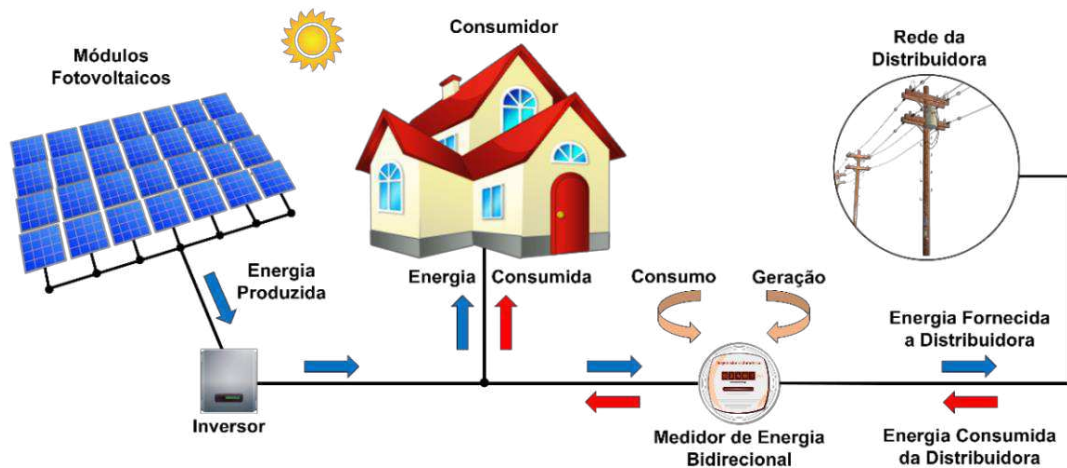 Módulos
Fotovoltaicos
Consumidor
Rede da
Distribuidora
Energia
Produzida
Energia
Consumida
Consumo
Geração
Energia Fornecida
a Distribuidora
Inversor
Medidor de Energia
Bidirecional
Energia Consumida
da Distribuidora